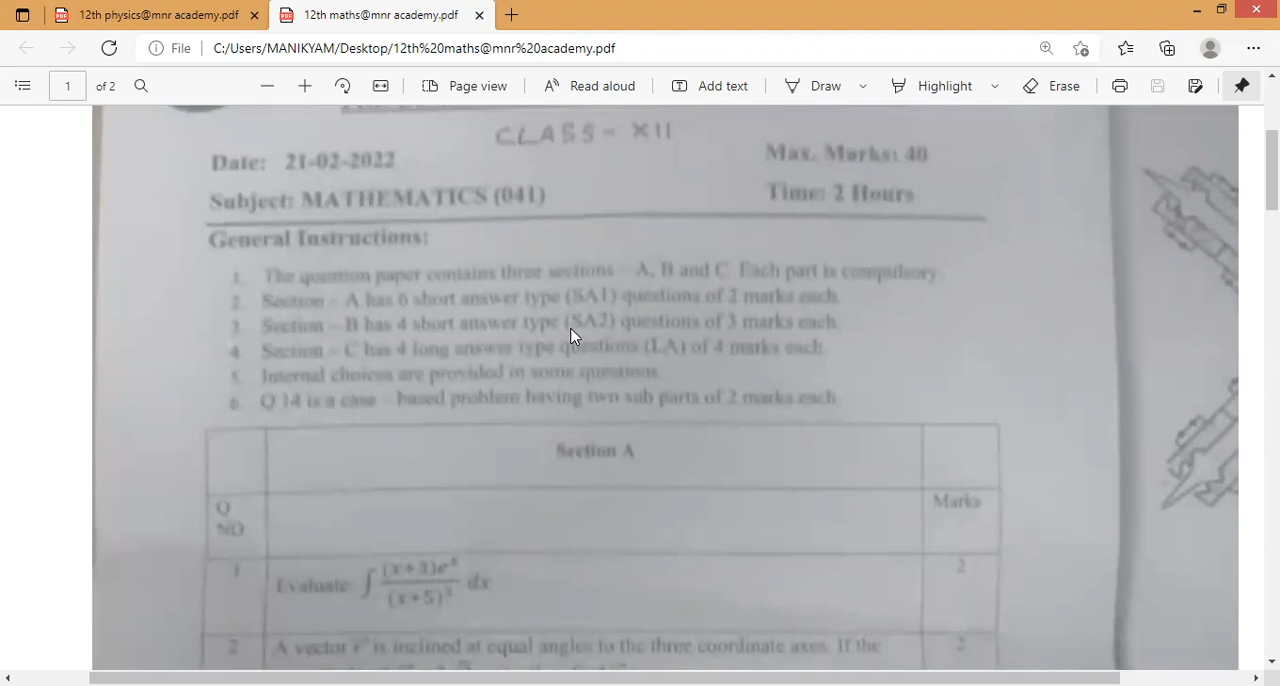 12th physics@mnr academy.pdf
12th maths@mnr academy.pdf
File C:/Users/MANIKYAM/Desktop/12th%20maths@mnr%20academy.pdf
1 of 2 Page view Read aloud Add text Draw Highlight Erase
CLASS - XII
Date: 21-02-2022 Max. Marks: 40
Subject: MATHEMATICS (041) Time: 2 Hours
General Instructions:
1. The question paper contains three sections - A, B and C. Each part is compulsory.
2. Section - A has 6 short answer type (SA1) questions of 2 marks each.
3. Section - B has 4 short answer type (SA2) questions of 3 marks each.
4. Section - C has 4 long answer type questions (LA) of 4 marks each.
5. Internal choices are provided in some questions.
6. Q 14 is a case - based problem having two sub parts of 2 marks each.
Section A
Q NO Marks
1 Evaluate: ∫ (x+3)eˣ / (x+5)³ dx 2
2 A vector r⃗ is inclined at equal angles to the three coordinate axes. If the 2